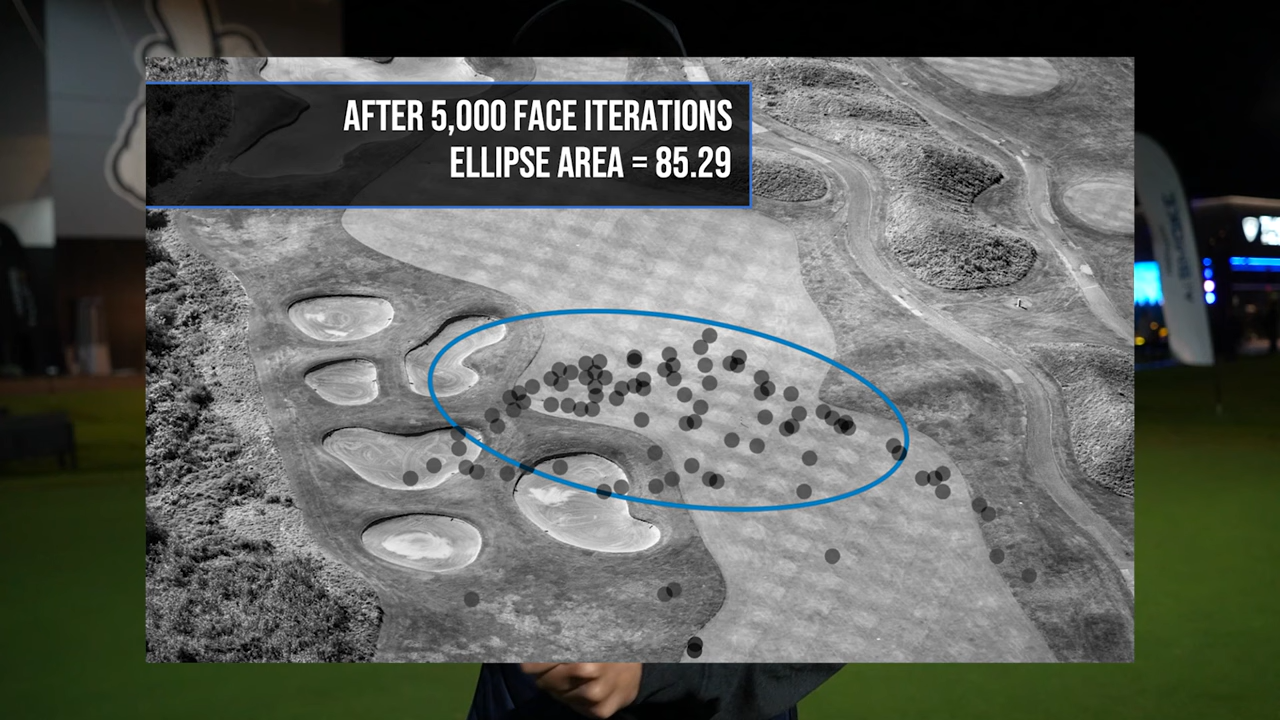 AFTER 5,000 FACE ITERATIONS
ELLIPSE AREA = 85.29